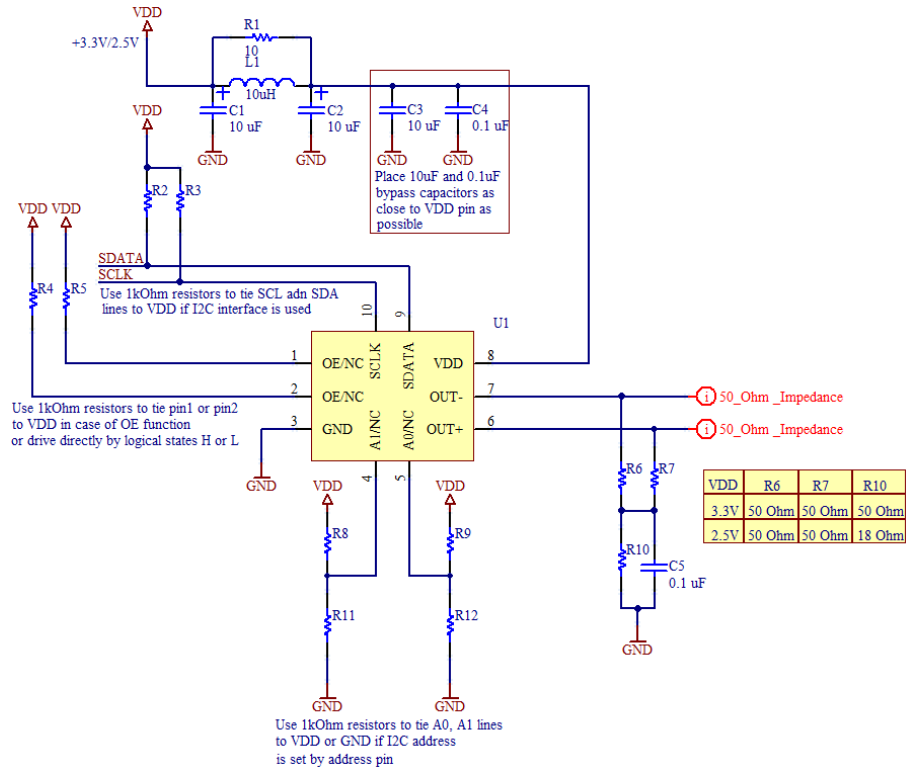 VDD
+3.3V/2.5V
R1
10
L1
10uH
C1
10 uF
GND
C2
10 uF
GND
C3
10 uF
GND
C4
0.1 uF
GND
Place 10uF and 0.1uF
bypass capacitors as
close to VDD pin as
possible
VDD
R2
R3
VDD
VDD
R4
R5
SDATA
SCLK
Use 1kOhm resistors to tie SCL adn SDA
lines to VDD if I2C interface is used
U1
10
9
1
OE/NC
SCLK
SDATA
VDD
8
2
OE/NC
OUT-
7
50_Ohm _Impedance
3
GND
A1/NC
A0/NC
OUT+
6
50_Ohm _Impedance
4
5
Use 1kOhm resistors to tie pin1 or pin2
to VDD in case of OE function
or drive directly by logical states H or L
GND
VDD
R8
R11
GND
VDD
R9
R12
GND
R6
R7
R10
C5
0.1 uF
GND
VDD R6 R7 R10
3.3V 50 Ohm 50 Ohm 50 Ohm
2.5V 50 Ohm 50 Ohm 18 Ohm
Use 1kOhm resistors to tie A0, A1 lines
to VDD or GND if I2C address
is set by address pin